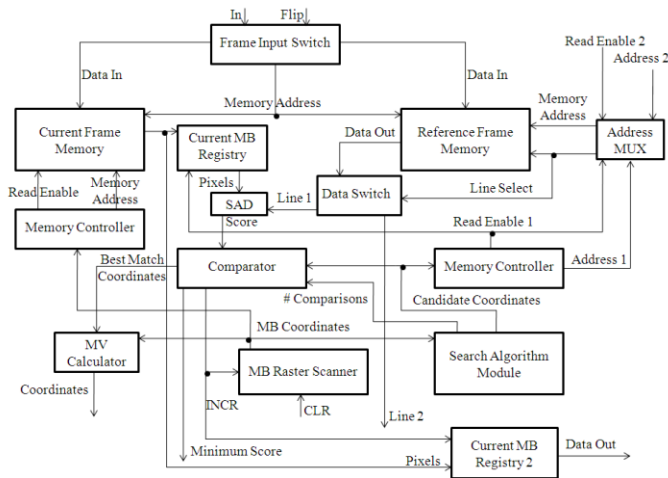 In
Flip
Frame Input Switch
Read Enable 2
Address 2
Data In
Data In
Memory Address
Memory
Address
Current Frame
Memory
Current MB
Registry
Data Out
Reference Frame
Memory
Address
MUX
Read Enable
Memory
Address
Pixels
Data Switch
Line Select
SAD
Line 1
Score
Memory Controller
Read Enable 1
Best Match
Coordinates
Comparator
Memory Controller
Address 1
# Comparisons
Candidate Coordinates
MB Coordinates
MV
Calculator
MB Raster Scanner
Search Algorithm
Module
Coordinates
INCR
CLR
Line 2
Minimum Score
Pixels
Current MB
Registry 2
Data Out